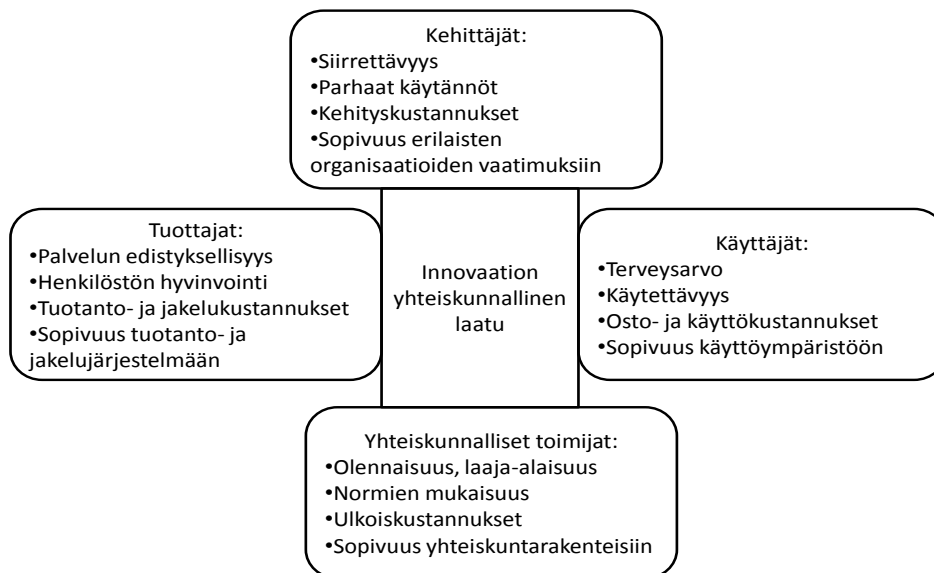 Kehittäjät:
•Siirrettävyys
•Parhaat käytännöt
•Kehityskustannukset
•Sopivuus erilaisten
organisaatioiden vaatimuksiin
Tuottajat:
•Palvelun edistyksellisyys
•Henkilöstön hyvinvointi
•Tuotanto- ja jakelukustannukset
•Sopivuus tuotanto- ja
jakelujärjestelmään
Innovaation
yhteiskunnallinen
laatu
Käyttäjät:
•Terveysarvo
•Käytettävyys
•Osto- ja käyttökustannukset
•Sopivuus käyttöympäristöön
Yhteiskunnalliset toimijat:
•Olennaisuus, laaja-alaisuus
•Normien mukaisuus
•Ulkoiskustannukset
•Sopivuus yhteiskuntarakenteisiin